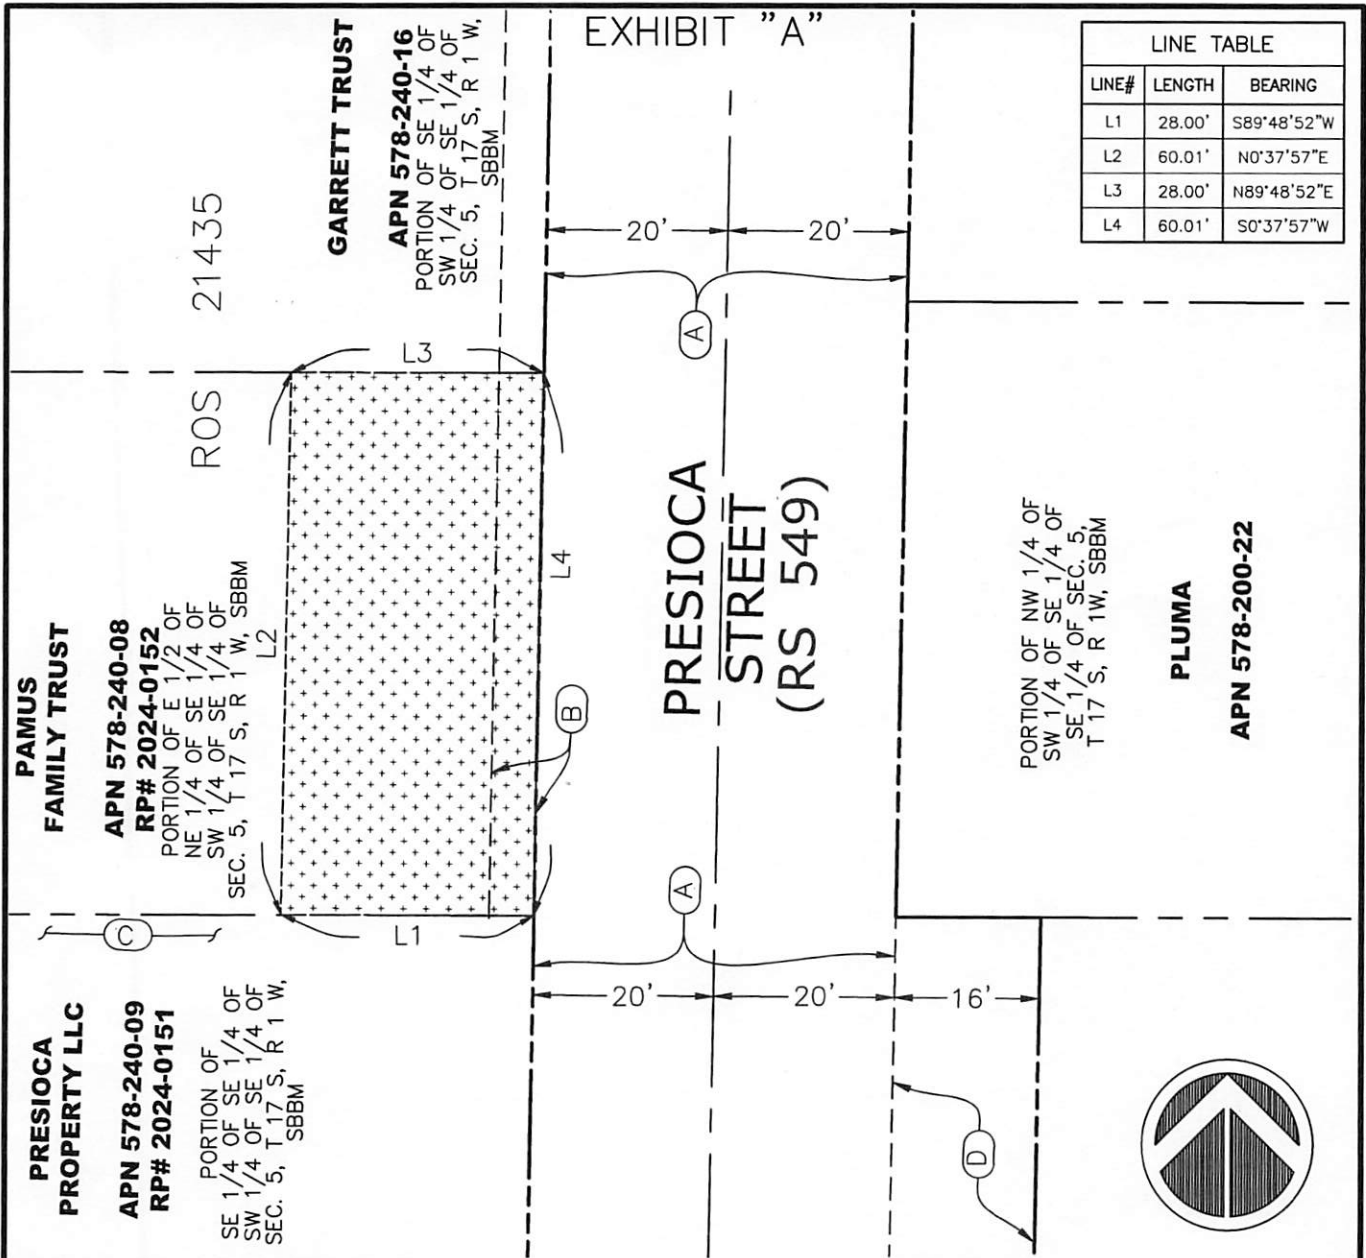 EXHIBIT "A"
LINE TABLE
LINE# LENGTH BEARING
L1 28.00' S89°48'52"W
L2 60.01' N0°37'57"E
L3 28.00' N89°48'52"E
L4 60.01' S0°37'57"W
GARRETT TRUST
APN 578-240-16
PORTION OF SE 1/4 OF
SW 1/4 OF SE 1/4 OF
SEC. 5, T 17 S, R 1 W,
SBBM
ROS 21435
20' 20'
A
L3
PAMUS
FAMILY TRUST
APN 578-240-08
RP# 2024-0152
PORTION OF E 1/2 OF
NE 1/4 OF SE 1/4 OF
SW 1/4 OF SE 1/4 OF
SEC. 5, T 17 S, R 1 W, SBBM
L2
L4
B
PRESIOCA
STREET
(RS 549)
PORTION OF NW 1/4 OF
SW 1/4 OF SE 1/4 OF
SE 1/4 OF SEC. 5,
T 17 S, R 1W, SBBM
PLUMA
APN 578-200-22
A
C
L1
20' 20' 16'
PRESIOCA
PROPERTY LLC
APN 578-240-09
RP# 2024-0151
PORTION OF
SE 1/4 OF SE 1/4 OF
SW 1/4 OF SE 1/4 OF
SEC. 5, T 17 S, R 1 W,
SBBM
D